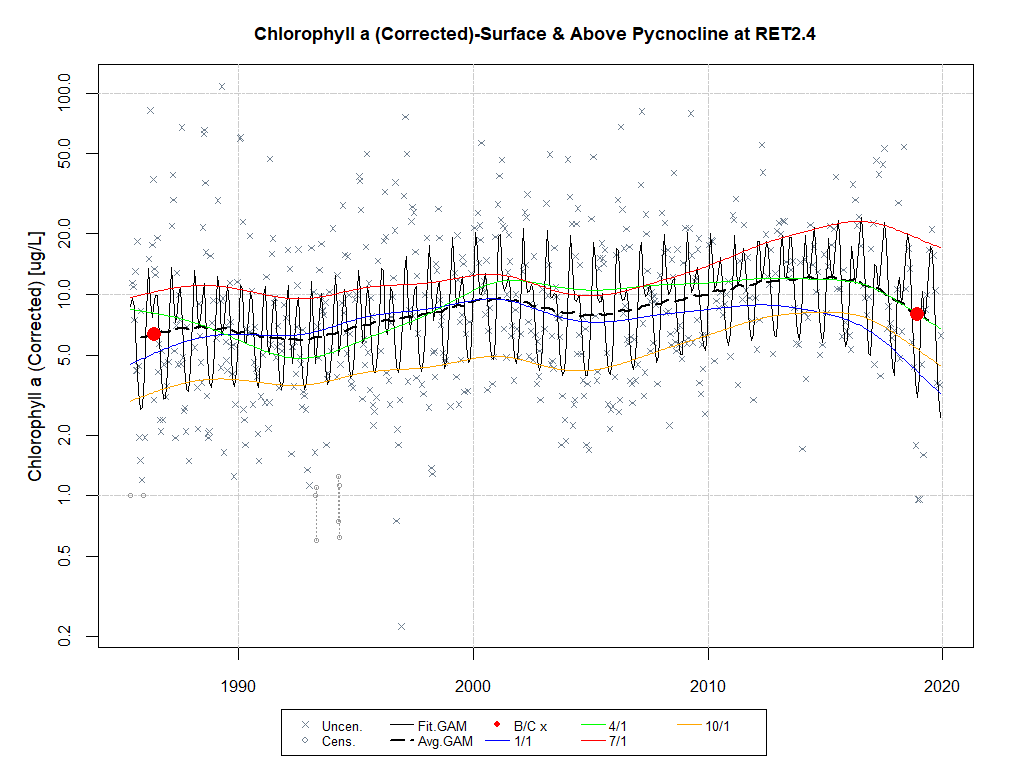 Chlorophyll a (Corrected)-Surface & Above Pycnocline at RET2.4
Chlorophyll a (Corrected) [ug/L]
100.0
50.0
20.0
10.0
5.0
2.0
1.0
0.5
0.2
1990 2000 2010 2020
Uncen. Fit.GAM B/C x 4/1 10/1
Cens. Avg.GAM 1/1 7/1